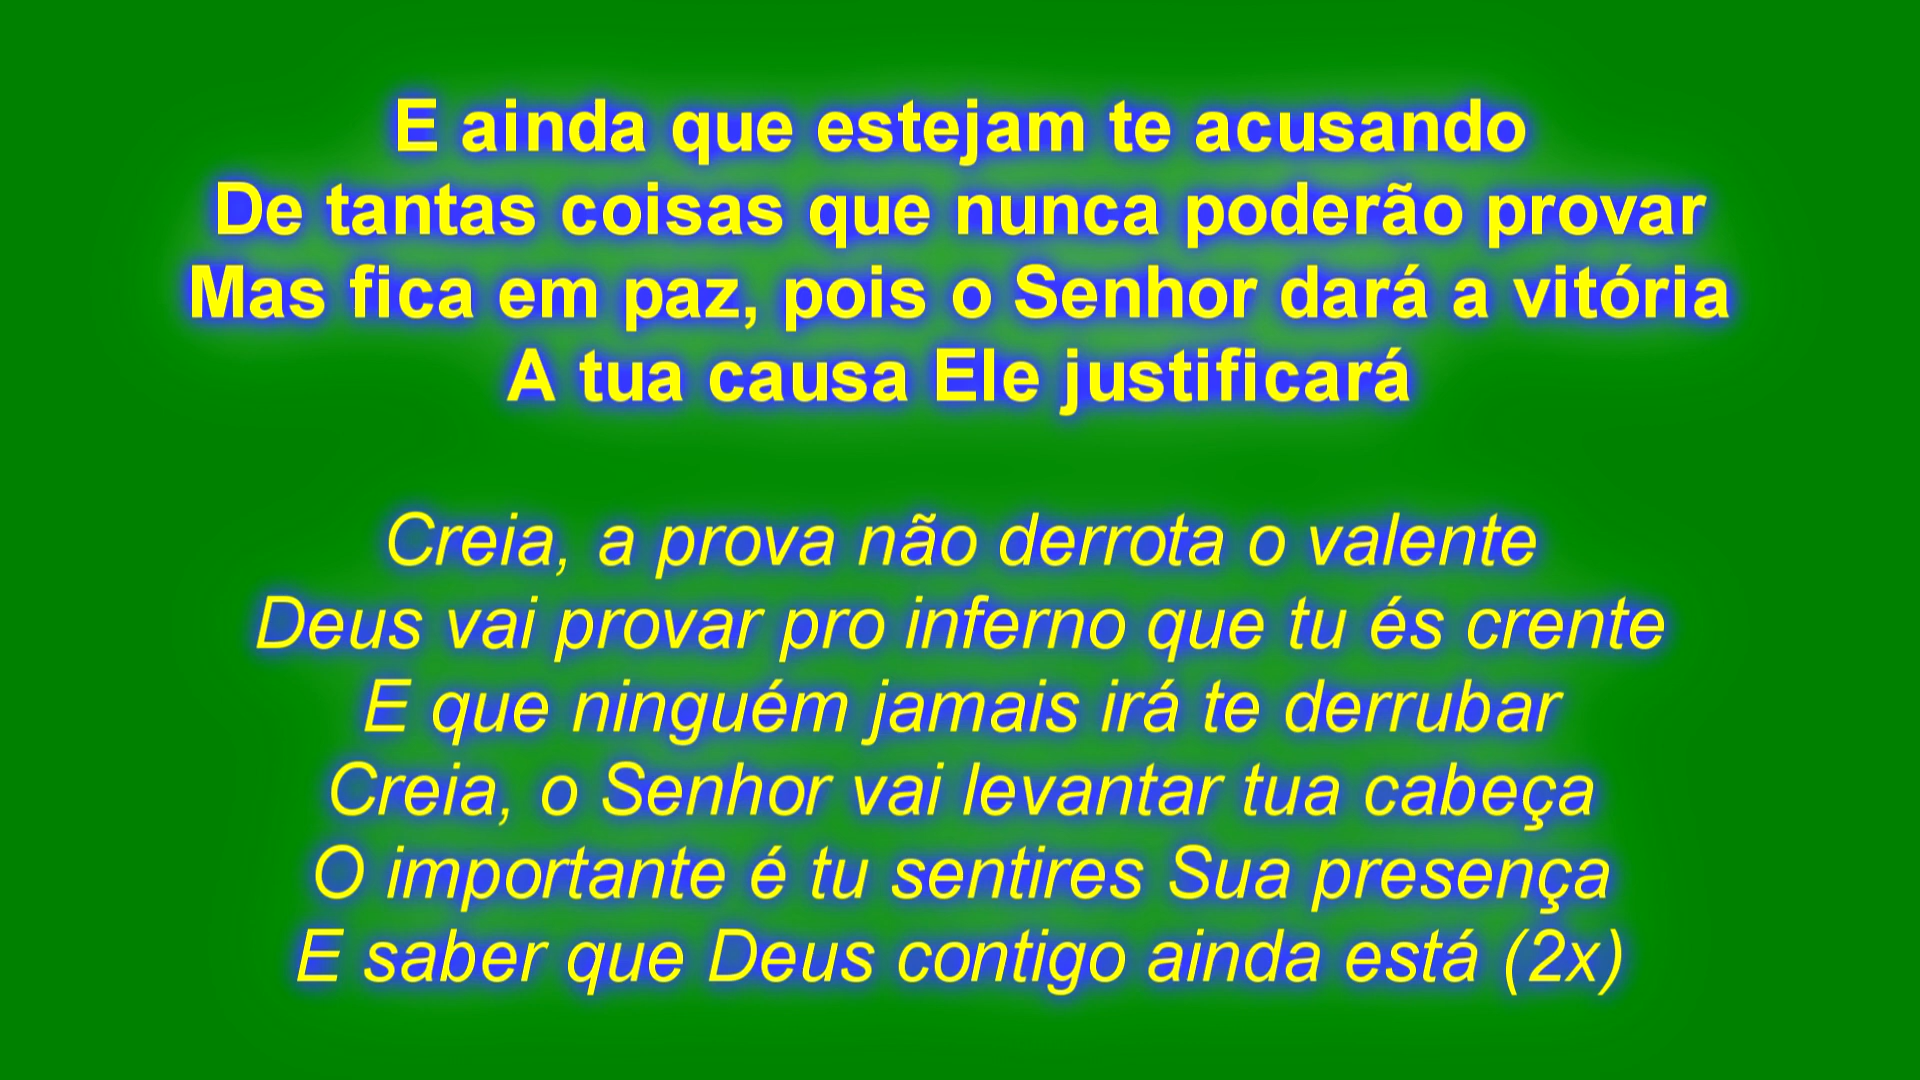 E ainda que estejam te acusando
De tantas coisas que nunca poderão provar
Mas fica em paz, pois o Senhor dará a vitória
A tua causa Ele justificará
Creia, a prova não derrota o valente
Deus vai provar pro inferno que tu és crente
E que ninguém jamais irá te derrubar
Creia, o Senhor vai levantar tua cabeça
O importante é tu sentires Sua presença
E saber que Deus contigo ainda está (2x)